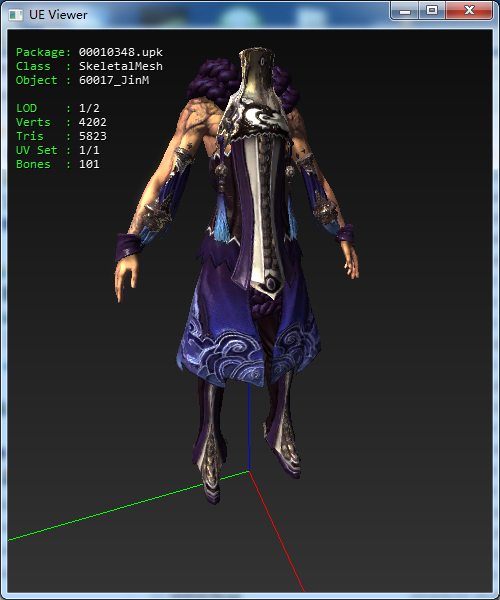 UE Viewer
Package: 00010348.upk
Class : SkeletalMesh
Object : 60017_JinM
LOD : 1/2
Verts : 4202
Tris : 5823
UV Set : 1/1
Bones : 101